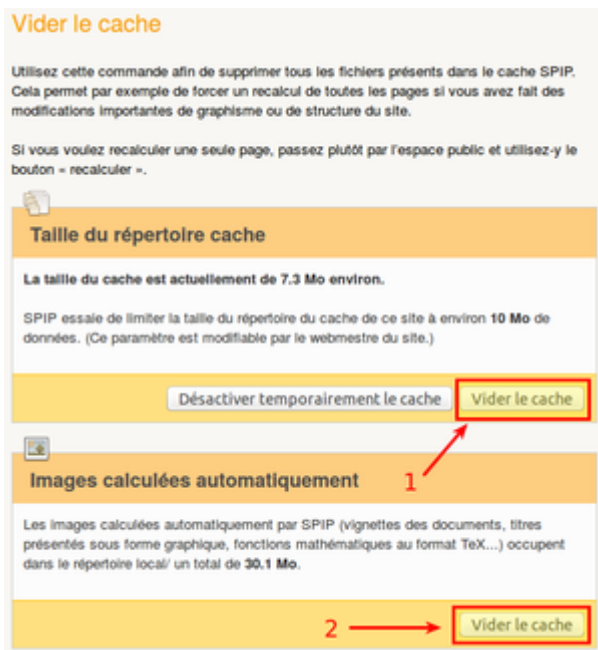 Vider le cache
Utilisez cette commande afin de supprimer tous les fichiers présents dans le cache SPIP.
Cela permet par exemple de forcer un recalcul de toutes les pages si vous avez fait des
modifications importantes de graphisme ou de structure du site.
Si vous voulez recalculer une seule page, passez plutôt par l'espace public et utilisez-y le
bouton « recalculer ».
Taille du répertoire cache
La taille du cache est actuellement de 7.3 Mo environ.
SPIP essaie de limiter la taille du répertoire du cache de ce site à environ 10 Mo de
données. (Ce paramètre est modifiable par le webmestre du site.)
Désactiver temporairement le cache Vider le cache
1
Images calculées automatiquement
Les images calculées automatiquement par SPIP (vignettes des documents, titres
présentés sous forme graphique, fonctions mathématiques au format TeX...) occupent
dans le répertoire local/ un total de 30.1 Mo.
2 Vider le cache